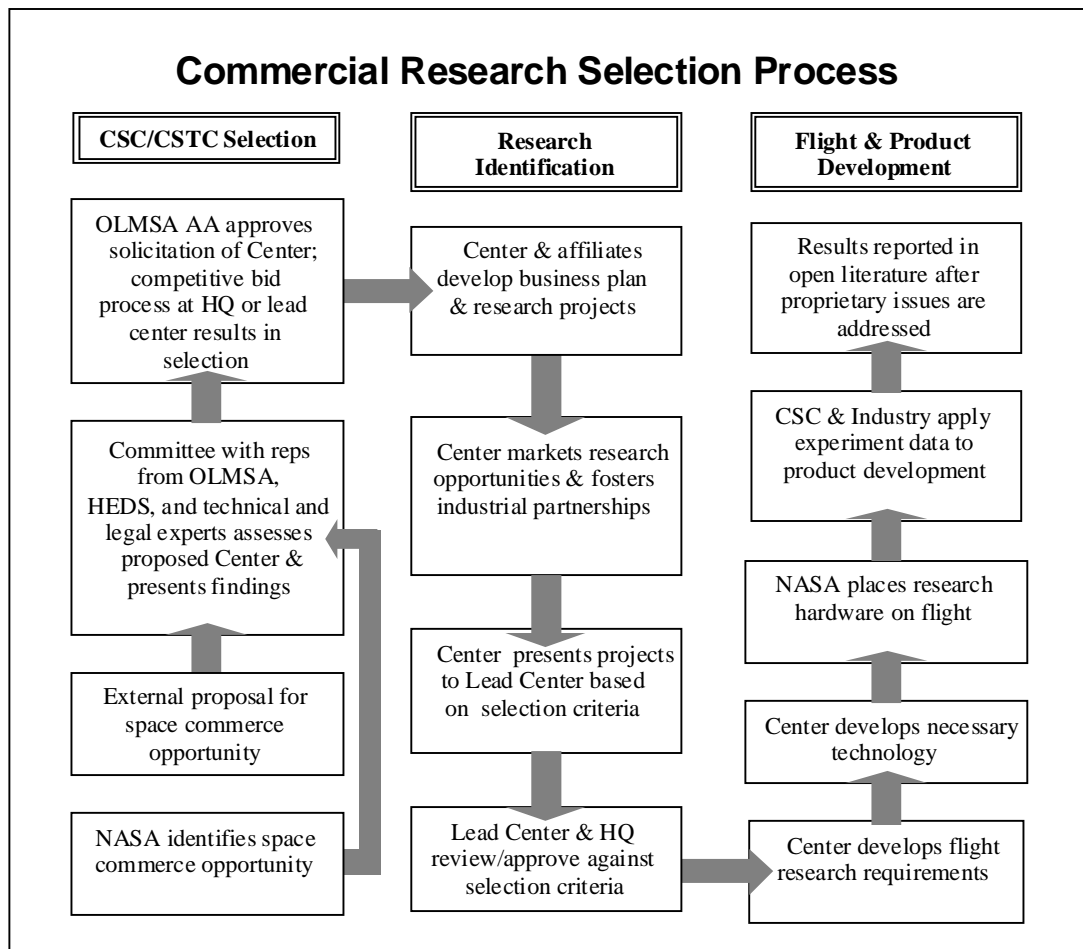 Commercial Research Selection Process
CSC/CSTC Selection
OLMSA AA approves
solicitation of Center;
competitive bid
process at HQ or lead
center results in
selection
Committee with reps
from OLMSA,
HEDS, and technical and
legal experts assesses
proposed Center &
presents findings
External proposal for
space commerce
opportunity
NASA identifies space
commerce opportunity
Research
Identification
Center & affiliates
develop business plan
& research projects
Center markets research
opportunities & fosters
industrial partnerships
Center presents projects
to Lead Center based
on selection criteria
Lead Center & HQ
review/approve against
selection criteria
Flight & Product
Development
Results reported in
open literature after
proprietary issues are
addressed
CSC & Industry apply
experiment data to
product development
NASA places research
hardware on flight
Center develops necessary
technology
Center develops flight
research requirements